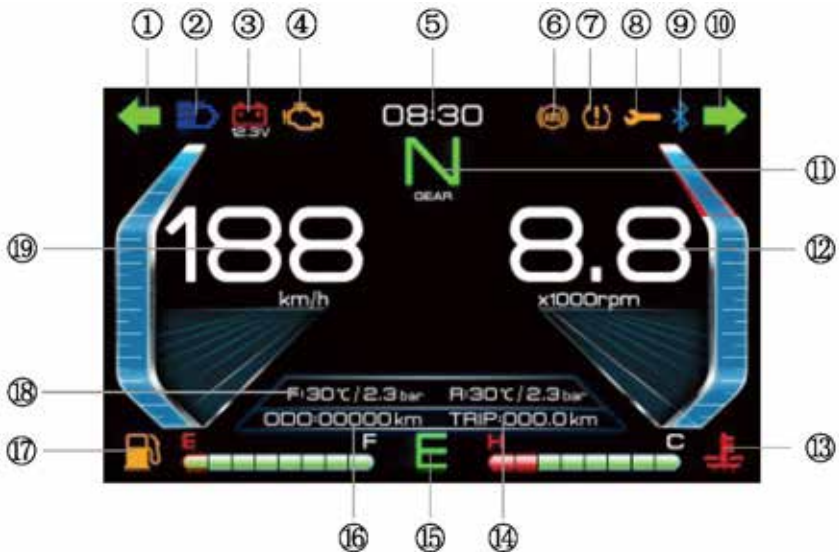 ① ② ③ ④ ⑤ ⑥ ⑦ ⑧ ⑨ ⑩
12.3V
08:30
N
GEAR
⑪
⑲ 188 8.8 ⑫
km/h x1000rpm
⑱ F:30℃/2.3bar R:30℃/2.3bar
ODO:00000km TRIP:000.0km
⑰ E F E H C ⑬
⑯ ⑮ ⑭